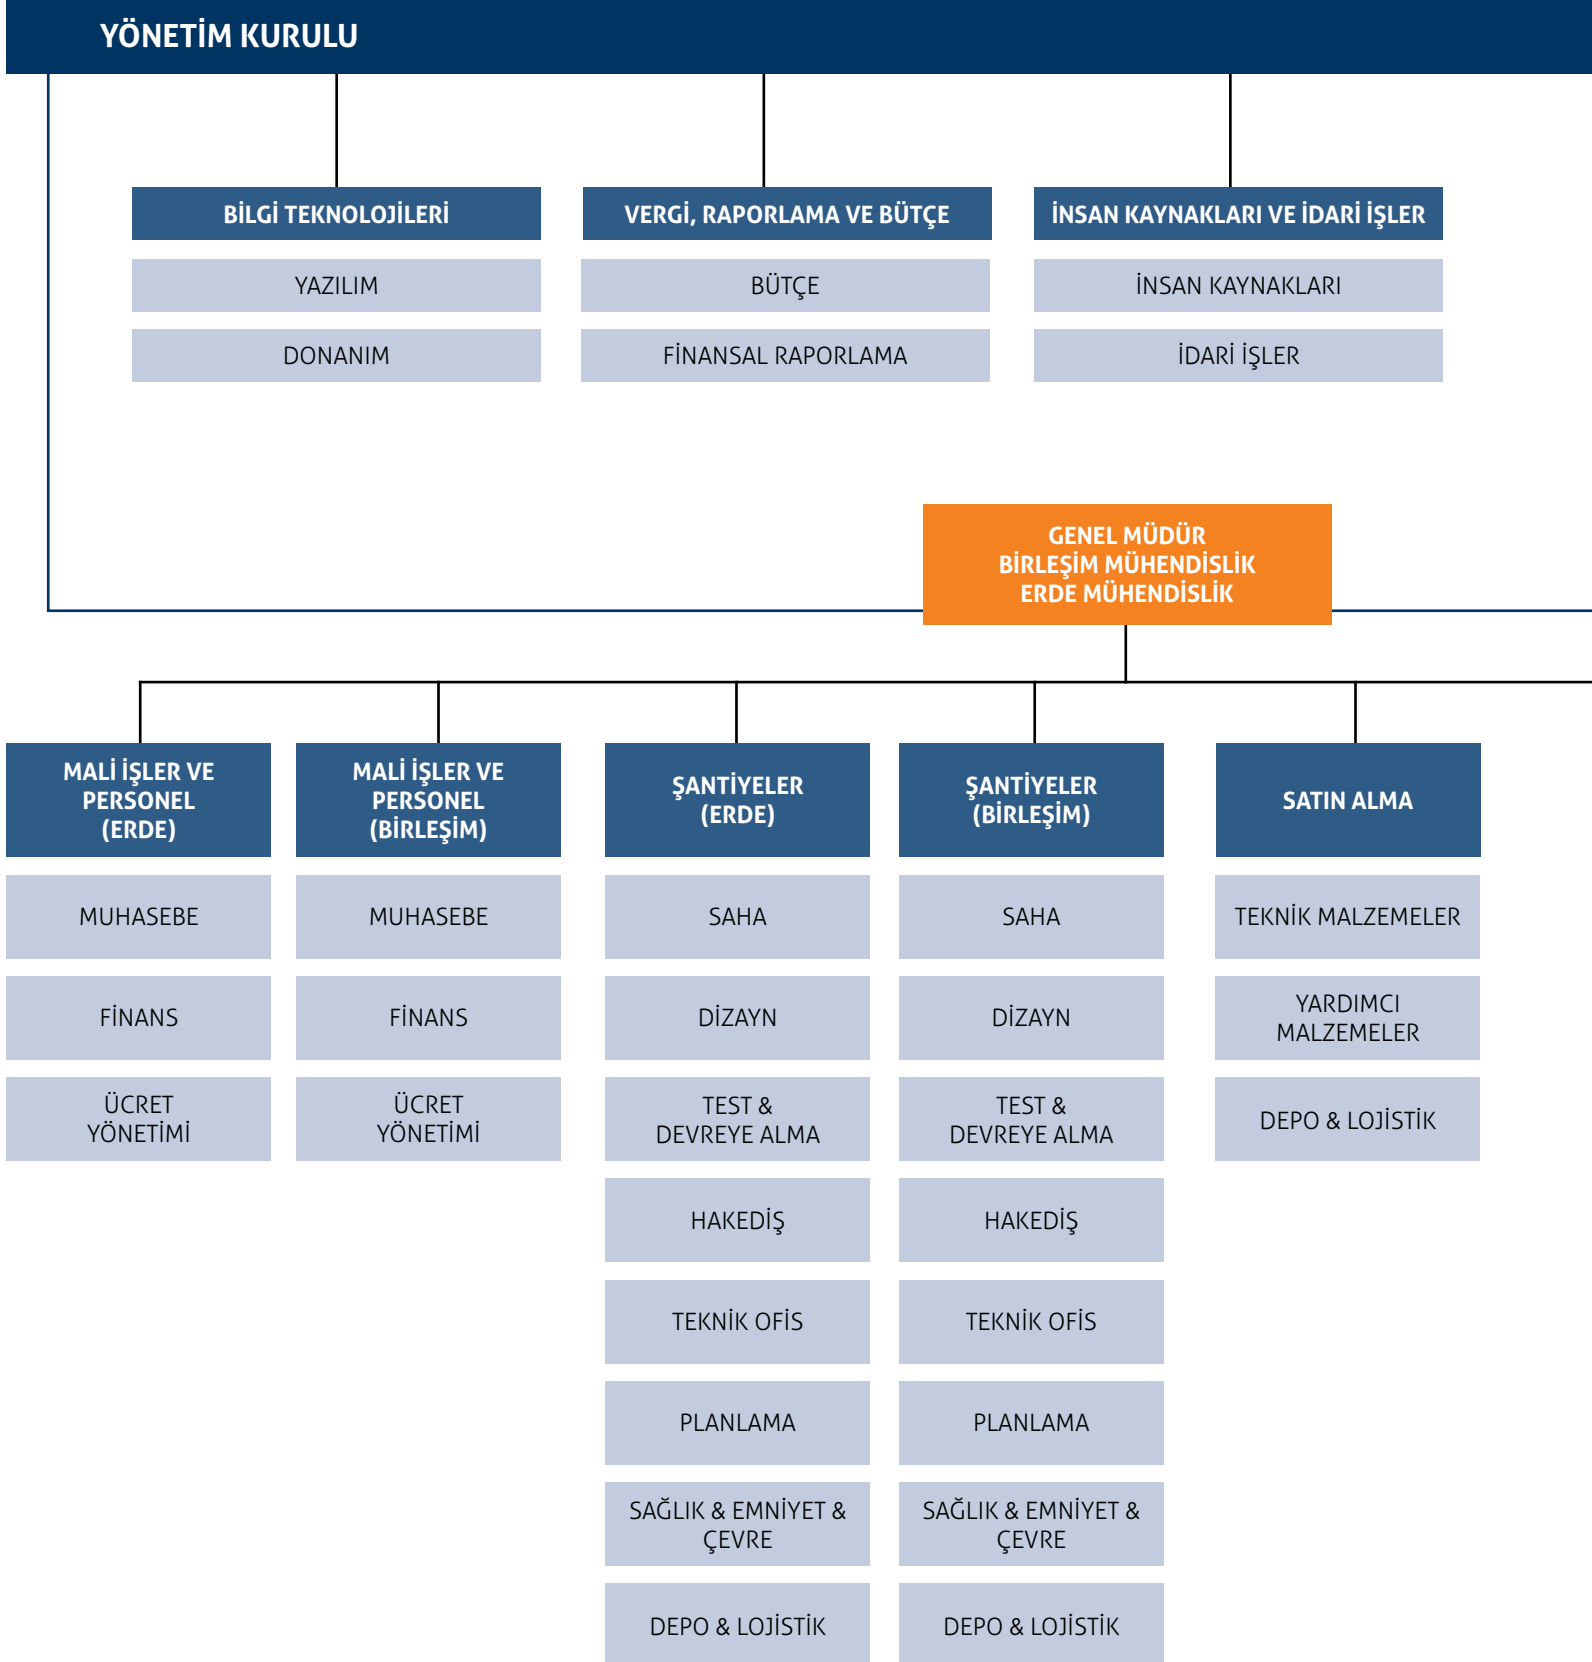 YÖNETİM KURULU
BİLGİ TEKNOLOJİLERİ
YAZILIM
DONANIM
VERGİ, RAPORLAMA VE BÜTÇE
BÜTÇE
FİNANSAL RAPORLAMA
İNSAN KAYNAKLARI VE İDARİ İŞLER
İNSAN KAYNAKLARI
İDARİ İŞLER
GENEL MÜDÜR
BİRLEŞİM MÜHENDİSLİK
ERDE MÜHENDİSLİK
MALİ İŞLER VE
PERSONEL
(ERDE)
MUHASEBE
FİNANS
ÜCRET
YÖNETİMİ
MALİ İŞLER VE
PERSONEL
(BİRLEŞİM)
MUHASEBE
FİNANS
ÜCRET
YÖNETİMİ
ŞANTİYELER
(ERDE)
SAHA
DİZAYN
TEST &
DEVREYE ALMA
HAKEDİŞ
TEKNİK OFİS
PLANLAMA
SAĞLIK & EMNİYET &
ÇEVRE
DEPO & LOJİSTİK
ŞANTİYELER
(BİRLEŞİM)
SAHA
DİZAYN
TEST &
DEVREYE ALMA
HAKEDİŞ
TEKNİK OFİS
PLANLAMA
SAĞLIK & EMNİYET &
ÇEVRE
DEPO & LOJİSTİK
SATIN ALMA
TEKNİK MALZEMELER
YARDIMCI
MALZEMELER
DEPO & LOJİSTİK